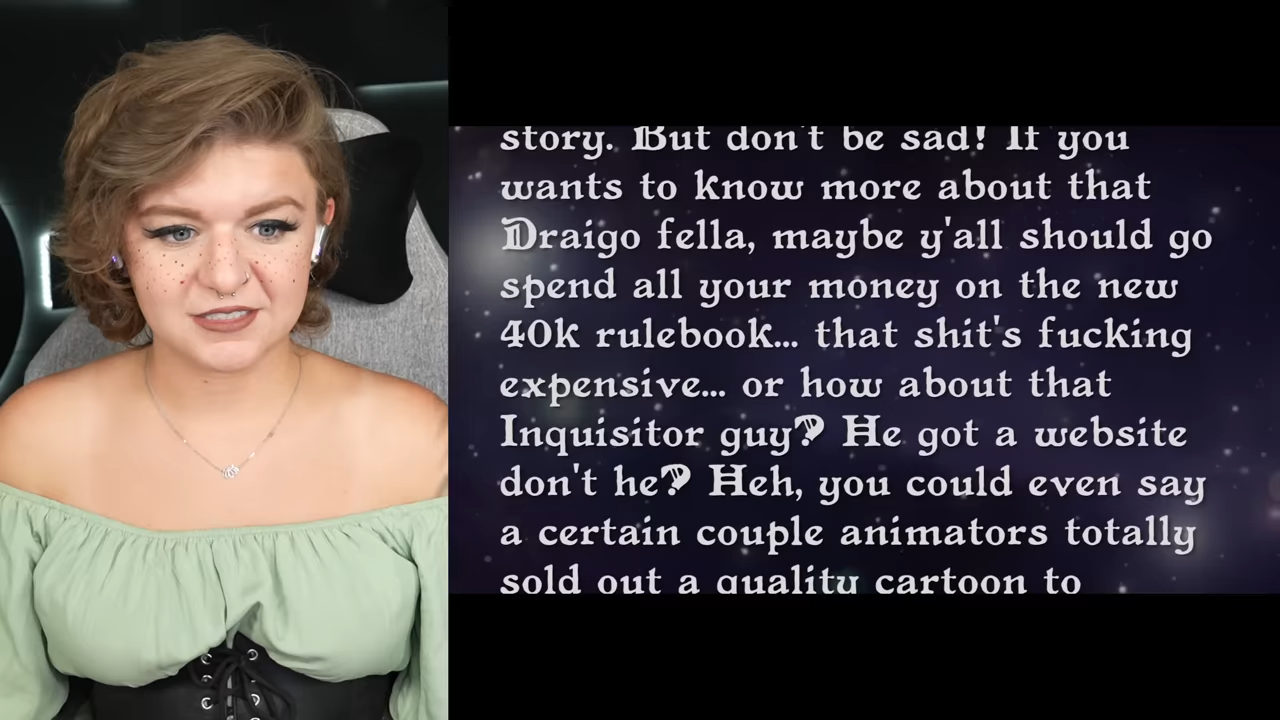 story. But don't be sad! If you
wants to know more about that
Draigo fella, maybe y'all should go
spend all your money on the new
40k rulebook... that shit's fucking
expensive... or how about that
Inquisitor guy? He got a website
don't he? Heh, you could even say
a certain couple animators totally
sold out a quality cartoon to